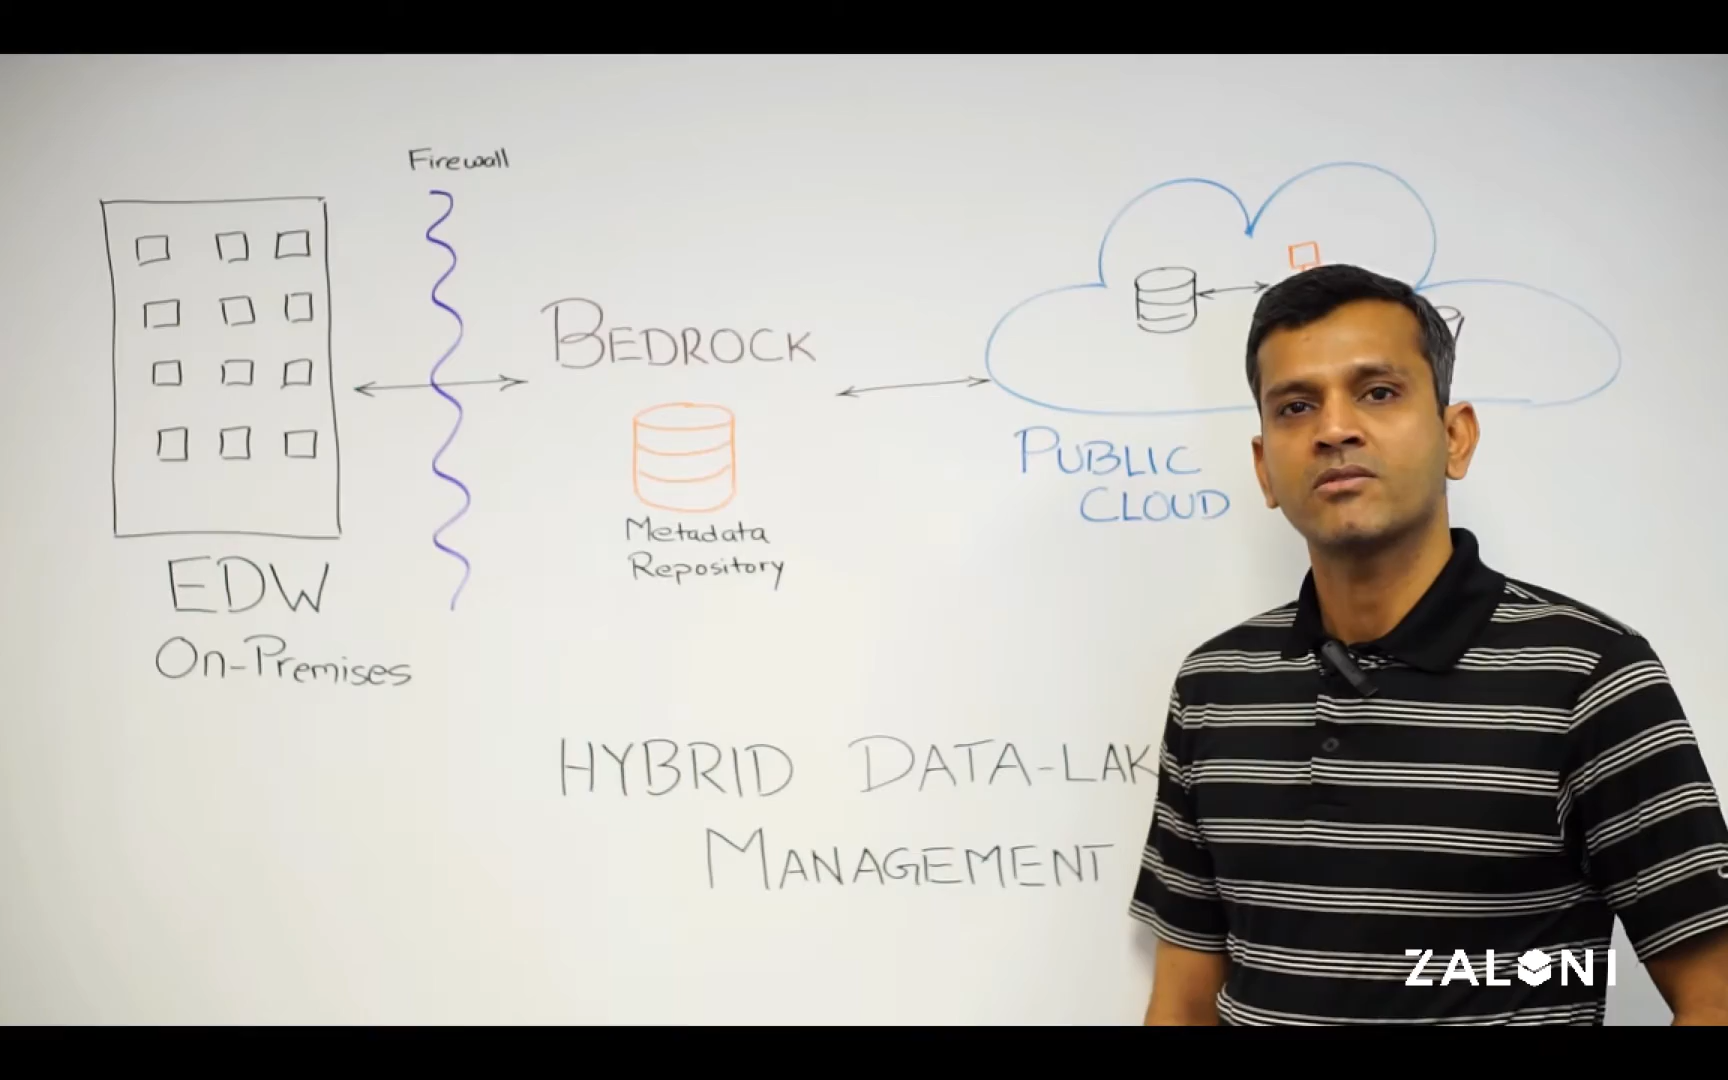 Firewall
BEDROCK
Metadata
Repository
EDW
On-Premises
PUBLIC
CLOUD
HYBRID DATA-LAK
MANAGEMENT
ZALONI